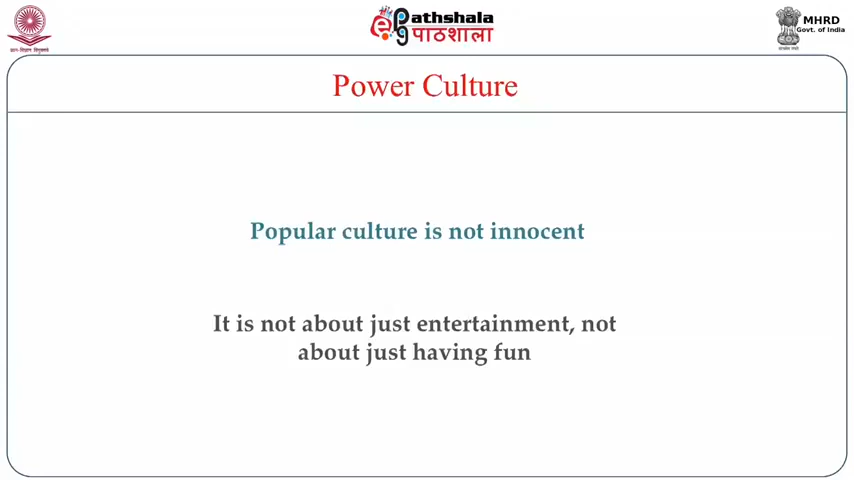 ePathshala
पाठशाला
MHRD
Govt. of India
Power Culture
Popular culture is not innocent
It is not about just entertainment, not
about just having fun